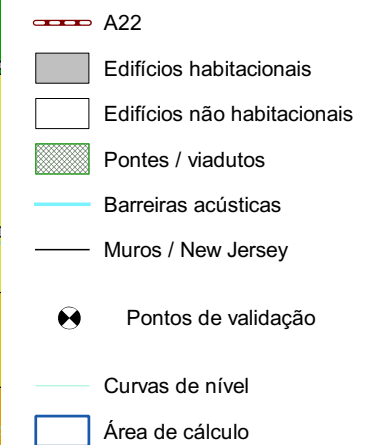 A22
Edifícios habitacionais
Edifícios não habitacionais
Pontes / viadutos
Barreiras acústicas
Muros / New Jersey
Pontos de validação
Curvas de nível
Área de cálculo